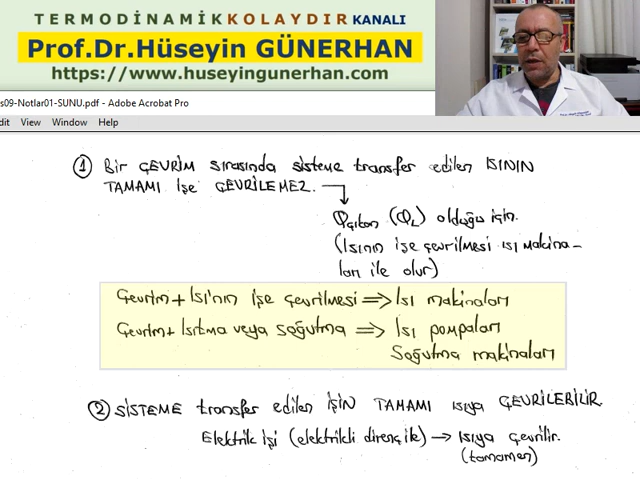 TERMODİNAMİKKOLAYDIR KANALI
Prof.Dr.Hüseyin GÜNERHAN
https://www.huseyingunerhan.com
s09-Notlar01-SUNU.pdf - Adobe Acrobat Pro
dit View Window Help
① Bir ÇEVRİM sırasında sisteme transfer edilen ISININ
TAMAMI işe ÇEVRİLEMEZ.
Qçıkan (QL) olduğu için.
(Isının işe çevrilmesi ısı makina-
ları ile olur)
Çevrim + Isı'nın işe çevrilmesi ⇒ Isı makinaları
Çevrim + Isıtma veya Soğutma ⇒ Isı pompaları
Soğutma makinaları
② SİSTEME transfer edilen İŞİN TAMAMI ısıya ÇEVRİLEBİLİR
Elektrik işi (elektrikli direnç ile) → ısıya çevrilir.
(tamamen)